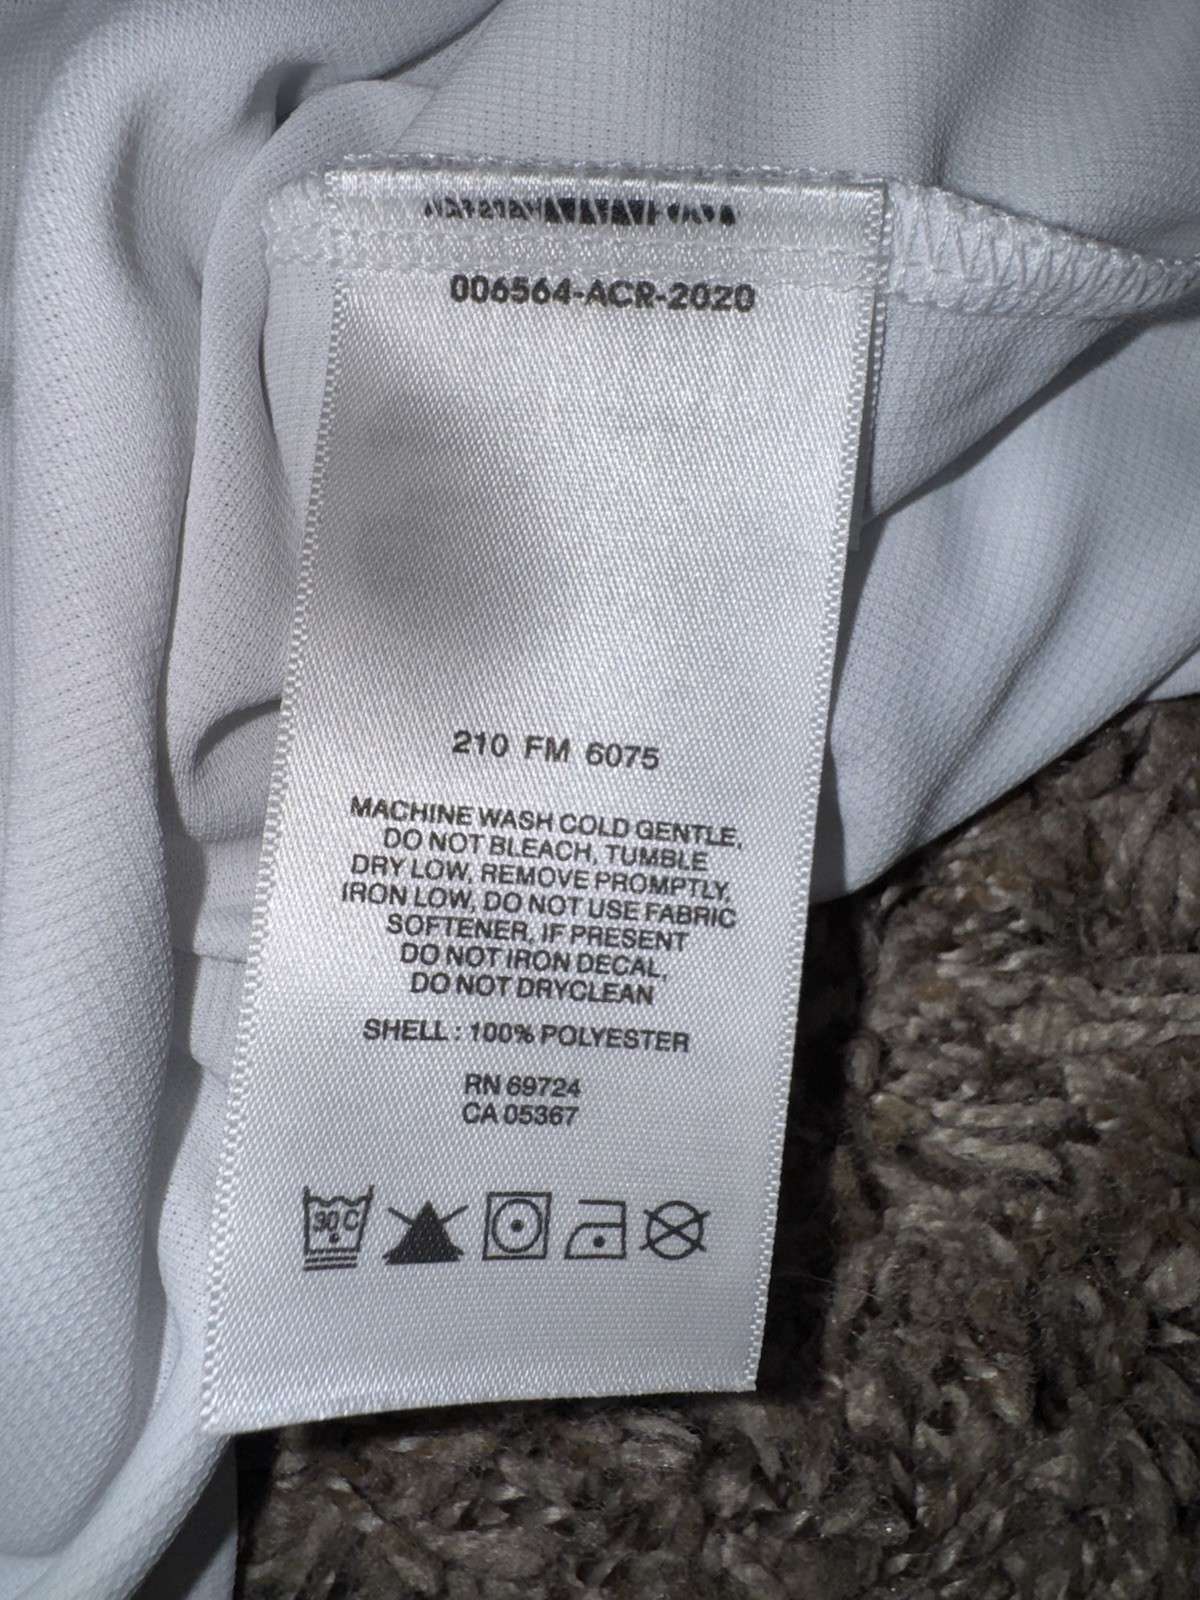 006564-ACR-2020
210 FM 6075
MACHINE WASH COLD GENTLE,
DO NOT BLEACH, TUMBLE
DRY LOW, REMOVE PROMPTLY,
IRON LOW, DO NOT USE FABRIC
SOFTENER, IF PRESENT
DO NOT IRON DECAL,
DO NOT DRYCLEAN
SHELL : 100% POLYESTER
RN 69724
CA 05367
30 C